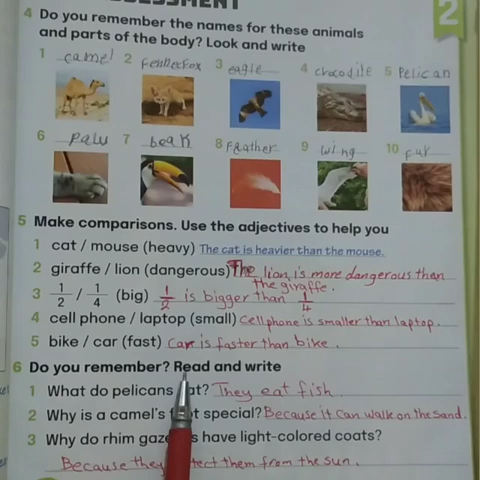 ASSESSMENT
2
4 Do you remember the names for these animals
and parts of the body? Look and write
1 camel 2 fennecfox 3 eagle 4 chocodile 5 Pelican
6 palw 7 beak 8 Frather 9 wing 10 fur
5 Make comparisons. Use the adjectives to help you
1 cat / mouse (heavy) The cat is heavier than the mouse.
2 giraffe / lion (dangerous) The lion is more dangerous than
the giraffe.
3 1/2 / 1/4 (big) 1/2 is bigger than 1/4
4 cell phone / laptop (small) Cellphone is smaller than laptop.
5 bike / car (fast) Car is faster than bike.
6 Do you remember? Read and write
1 What do pelicans eat? They eat fish.
2 Why is a camel's foot special? Because it can walk on the sand.
3 Why do rhim gaz s have light-colored coats?
Because they tect them from the sun.